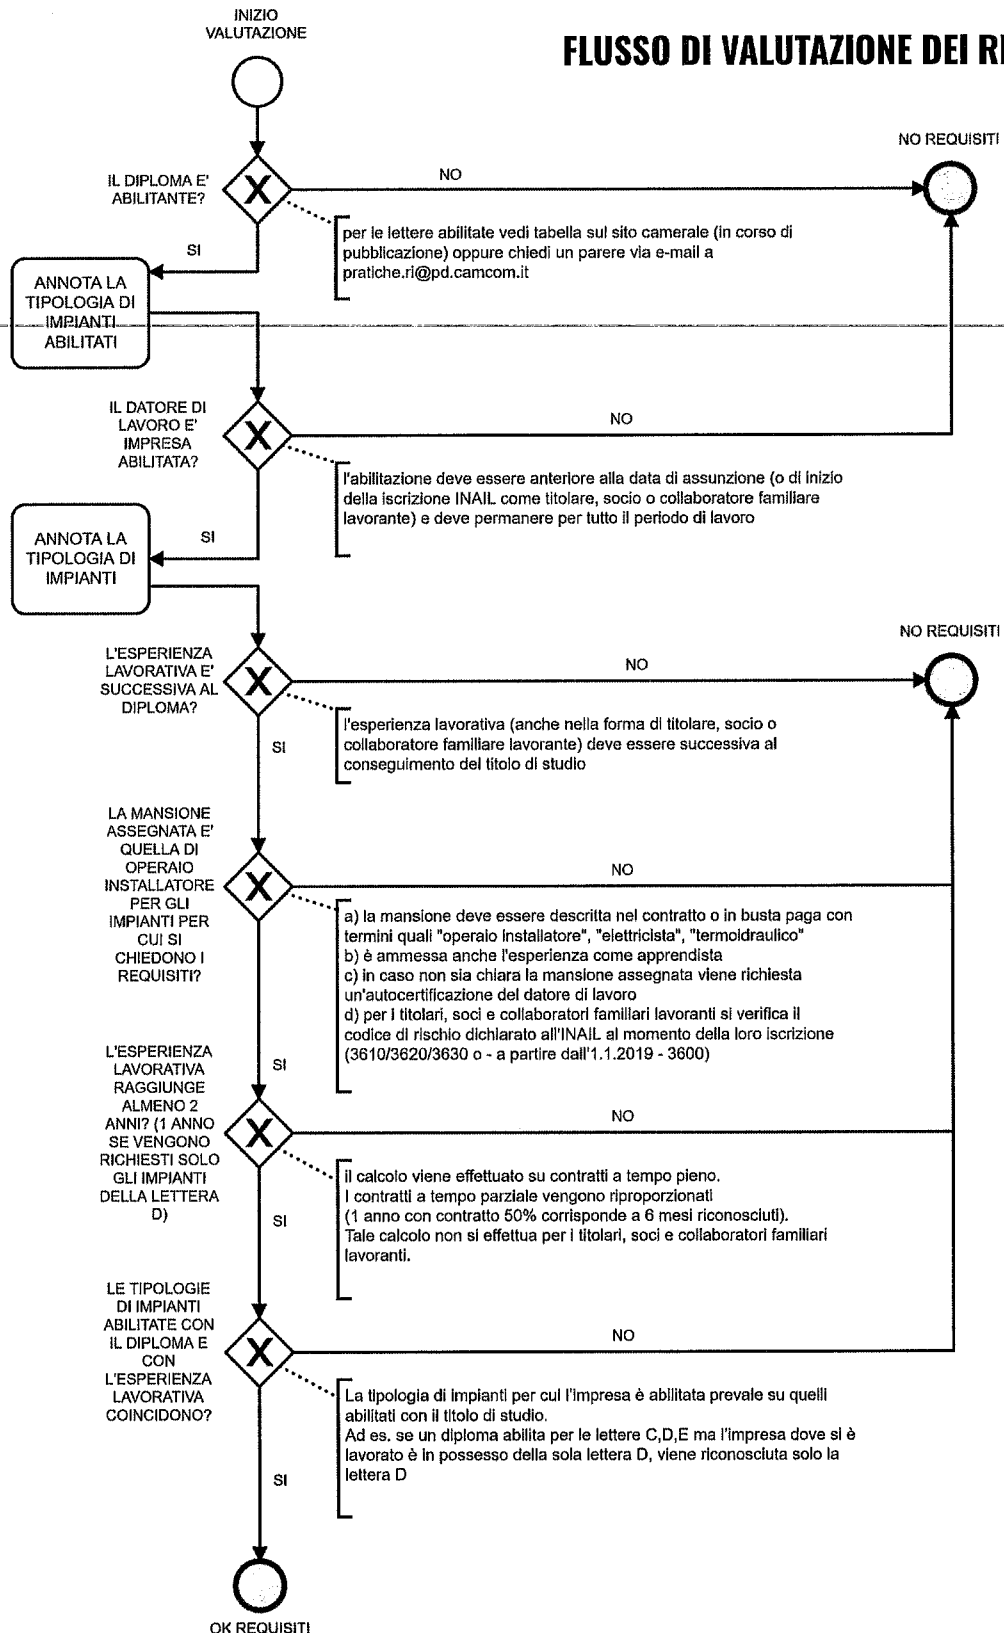 INIZIO
VALUTAZIONE
FLUSSO DI VALUTAZIONE DEI
NO REQUISITI
IL DIPLOMA E'
ABILITANTE?
NO
per le lettere abilitate vedi tabella sul sito camerale (in corso di
pubblicazione) oppure chiedi un parere via e-mail a
pratiche.ri@pd.camcom.it
SI
ANNOTA LA
TIPOLOGIA DI
IMPIANTI
ABILITATI
IL DATORE DI
LAVORO E'
IMPRESA
ABILITATA?
NO
l'abilitazione deve essere anteriore alla data di assunzione (o di inizio
della iscrizione INAIL come titolare, socio o collaboratore familiare
lavorante) e deve permanere per tutto il periodo di lavoro
SI
ANNOTA LA
TIPOLOGIA DI
IMPIANTI
NO REQUISITI
L'ESPERIENZA
LAVORATIVA E'
SUCCESSIVA AL
DIPLOMA?
NO
l'esperienza lavorativa (anche nella forma di titolare, socio o
collaboratore familiare lavorante) deve essere successiva al
conseguimento del titolo di studio
SI
LA MANSIONE
ASSEGNATA E'
QUELLA DI
OPERAIO
INSTALLATORE
PER GLI
IMPIANTI PER
CUI SI
CHIEDONO I
REQUISITI?
NO
a) la mansione deve essere descritta nel contratto o in busta paga con
termini quali "operaio installatore", "elettricista", "termoidraulico"
b) è ammessa anche l'esperienza come apprendista
c) in caso non sia chiara la mansione assegnata viene richiesta
un'autocertificazione del datore di lavoro
d) per i titolari, soci e collaboratori familiari lavoranti si verifica il
codice di rischio dichiarato all'INAIL al momento della loro iscrizione
(3610/3620/3630 o - a partire dall'1.1.2019 - 3600)
SI
L'ESPERIENZA
LAVORATIVA
RAGGIUNGE
ALMENO 2
ANNI? (1 ANNO
SE VENGONO
RICHIESTI SOLO
GLI IMPIANTI
DELLA LETTERA
D)
NO
il calcolo viene effettuato su contratti a tempo pieno.
I contratti a tempo parziale vengono riproporzionati
(1 anno con contratto 50% corrisponde a 6 mesi riconosciuti).
Tale calcolo non si effettua per i titolari, soci e collaboratori familiari
lavoranti.
SI
LE TIPOLOGIE
DI IMPIANTI
ABILITATE CON
IL DIPLOMA E
CON
L'ESPERIENZA
LAVORATIVA
COINCIDONO?
NO
La tipologia di impianti per cui l'impresa è abilitata prevale su quelli
abilitati con il titolo di studio.
Ad es. se un diploma abilita per le lettere C,D,E ma l'impresa dove si è
lavorato è in possesso della sola lettera D, viene riconosciuta solo la
lettera D
SI
OK REQUISITI